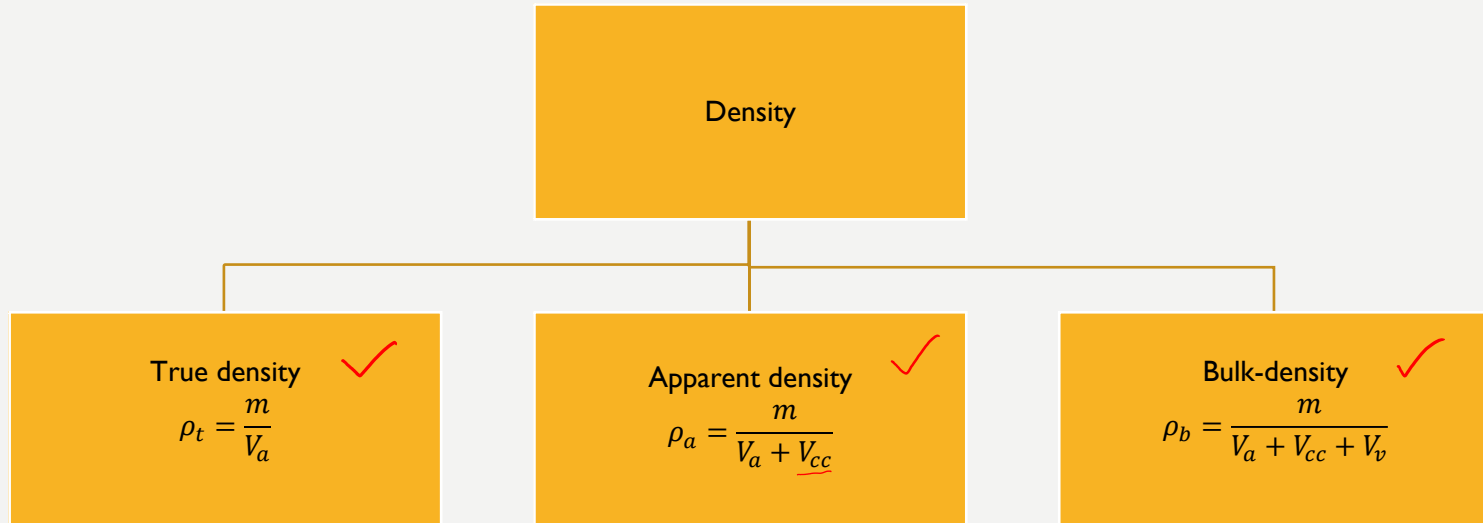 Density
True density
ρ_t = m / V_a
Apparent density
ρ_a = m / (V_a + V_cc)
Bulk-density
ρ_b = m / (V_a + V_cc + V_v)